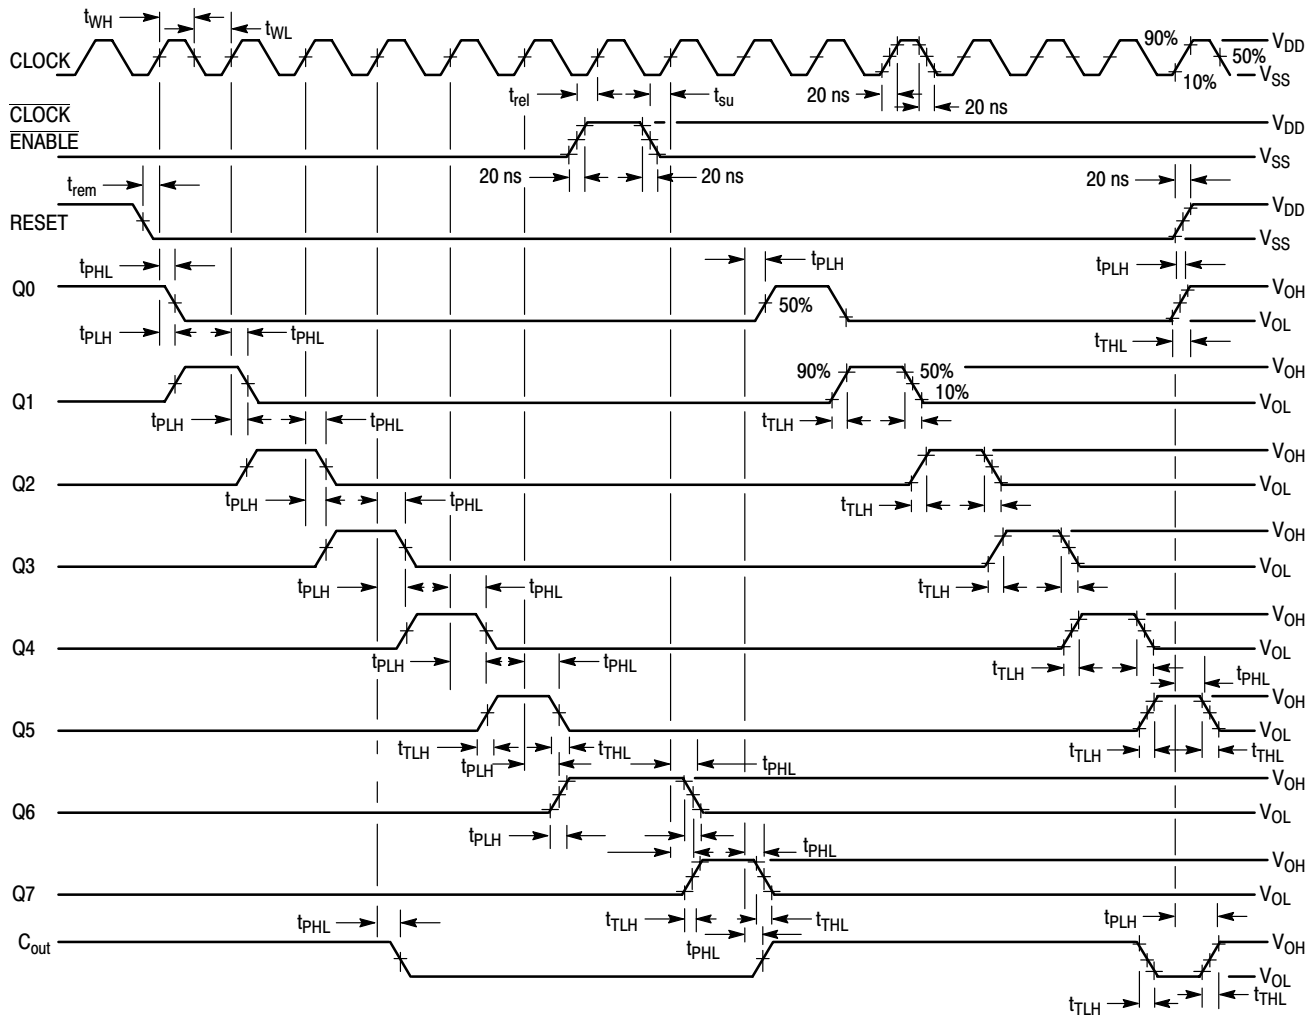 tWH
tWL
CLOCK
90%
VDD
50%
10%
VSS
trel
tsu
20 ns
20 ns
CLOCK
ENABLE
VDD
VSS
20 ns
20 ns
20 ns
trem
RESET
VDD
VSS
tPHL
tPLH
tPLH
Q0
50%
VOH
VOL
tPLH
tPHL
tTHL
90%
50%
VOH
Q1
10%
VOL
tPLH
tPHL
tTLH
Q2
VOH
VOL
tPLH
tPHL
tTLH
Q3
VOH
VOL
tPLH
tPHL
tTLH
Q4
VOH
VOL
tPLH
tPHL
tTLH
tPHL
Q5
VOH
VOL
tTLH
tTHL
tTLH
tTHL
tPLH
tPHL
Q6
VOH
VOL
tPLH
tPHL
Q7
VOH
VOL
tPHL
tTLH
tTHL
tPLH
tPHL
Cout
VOH
VOL
tTLH
tTHL